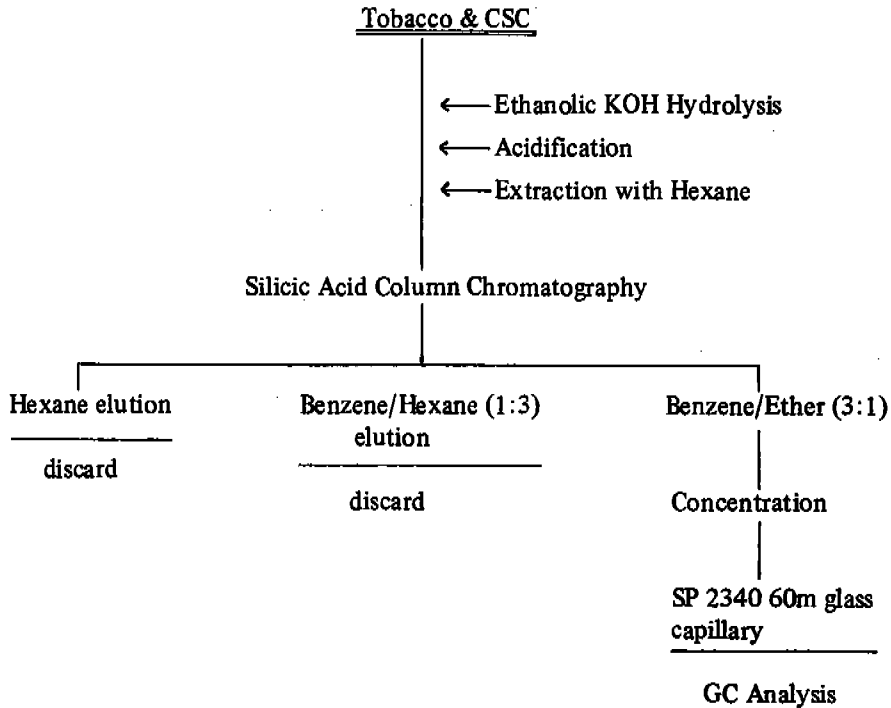 Tobacco & CSC
Ethanolic KOH Hydrolysis
Acidification
Extraction with Hexane
Silicic Acid Column Chromatography
Hexane elution
discard
Benzene/Hexane (1:3)
elution
discard
Benzene/Ether (3:1)
Concentration
SP 2340 60m glass
capillary
GC Analysis